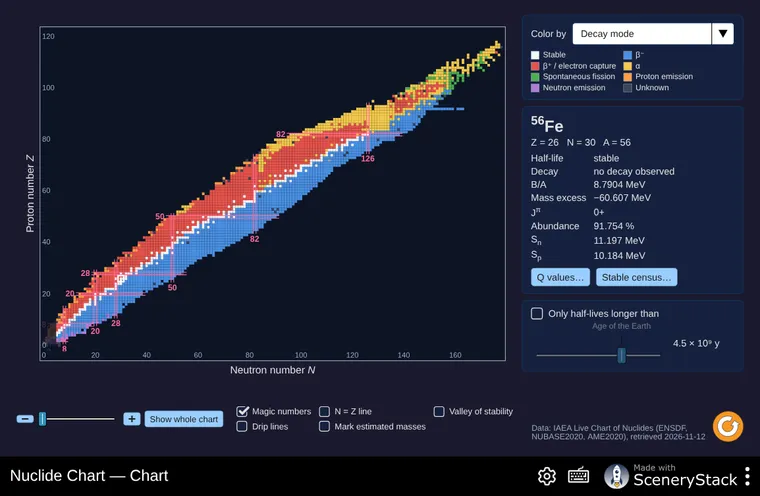 Color by
Decay mode
Stable
β⁻
β⁺ / electron capture
α
Spontaneous fission
Proton emission
Neutron emission
Unknown
120
100
80
60
40
20
0
0
20
40
60
80
100
120
140
160
82
126
50
82
28
50
20
28
20
8
Proton number Z
Neutron number N
⁵⁶Fe
Z = 26 N = 30 A = 56
Half-life stable
Decay no decay observed
B/A 8.7904 MeV
Mass excess −60.607 MeV
Jπ 0+
Abundance 91.754 %
Sn 11.197 MeV
Sp 10.184 MeV
Q values…
Stable census…
Only half-lives longer than
Age of the Earth
4.5 × 10⁹ y
Show whole chart
Magic numbers
N = Z line
Valley of stability
Drip lines
Mark estimated masses
Data: IAEA Live Chart of Nuclides (ENSDF,
NUBASE2020, AME2020), retrieved 2026-11-12
Nuclide Chart — Chart
Made with
SceneryStack